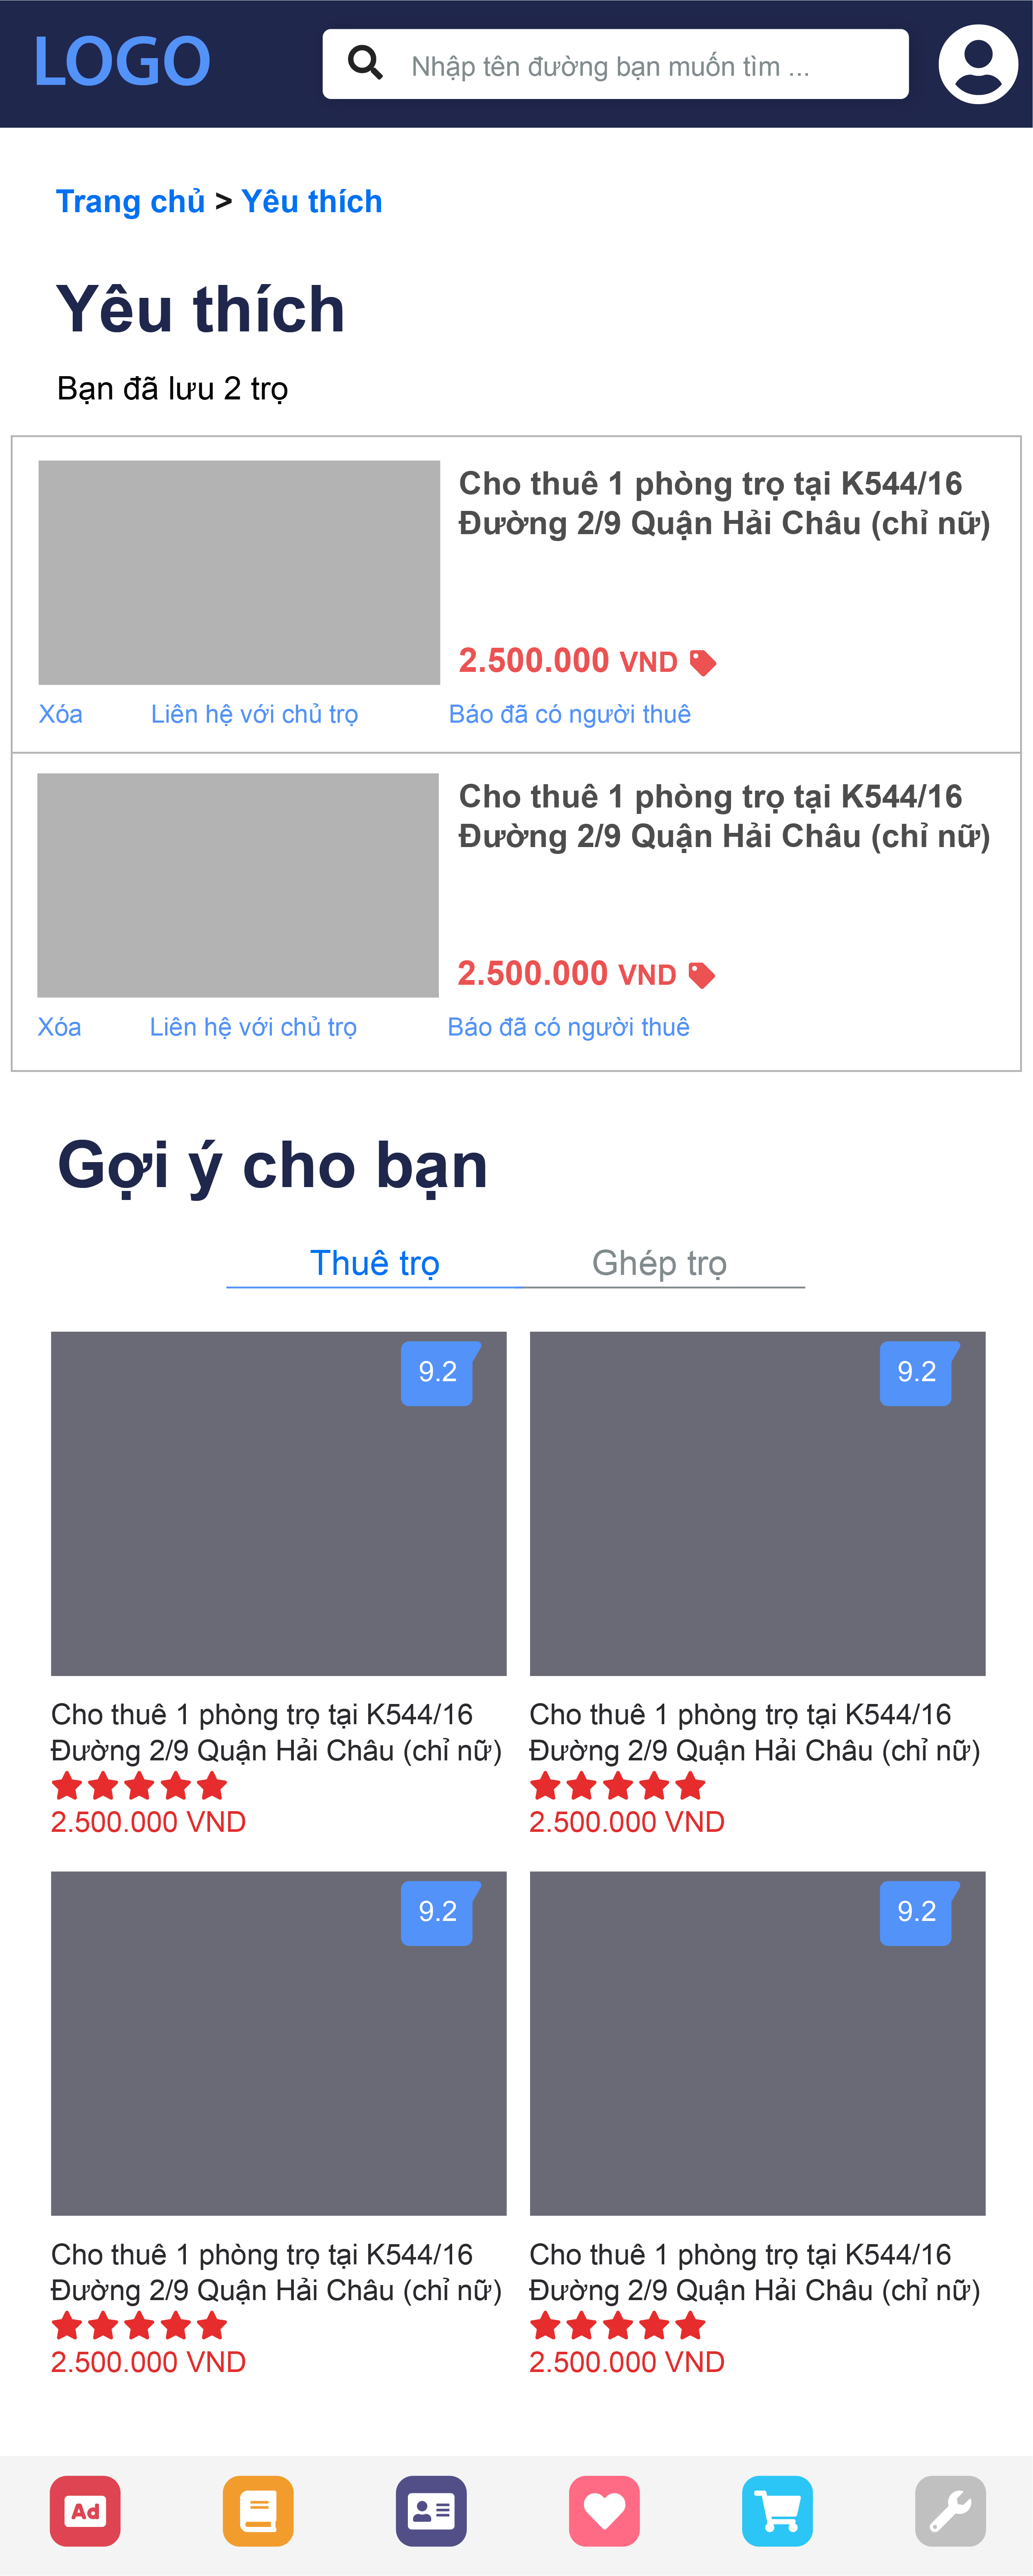 LOGO
Nhập tên đường bạn muốn tìm ...
Trang chủ > Yêu thích
Yêu thích
Bạn đã lưu 2 trọ
Cho thuê 1 phòng trọ tại K544/16
Đường 2/9 Quận Hải Châu (chỉ nữ)
2.500.000 VND
Xóa Liên hệ với chủ trọ Báo đã có người thuê
Cho thuê 1 phòng trọ tại K544/16
Đường 2/9 Quận Hải Châu (chỉ nữ)
2.500.000 VND
Xóa Liên hệ với chủ trọ Báo đã có người thuê
Gợi ý cho bạn
Thuê trọ Ghép trọ
9.2
Cho thuê 1 phòng trọ tại K544/16
Đường 2/9 Quận Hải Châu (chỉ nữ)
2.500.000 VND
9.2
Cho thuê 1 phòng trọ tại K544/16
Đường 2/9 Quận Hải Châu (chỉ nữ)
2.500.000 VND
9.2
Cho thuê 1 phòng trọ tại K544/16
Đường 2/9 Quận Hải Châu (chỉ nữ)
2.500.000 VND
9.2
Cho thuê 1 phòng trọ tại K544/16
Đường 2/9 Quận Hải Châu (chỉ nữ)
2.500.000 VND
Ad